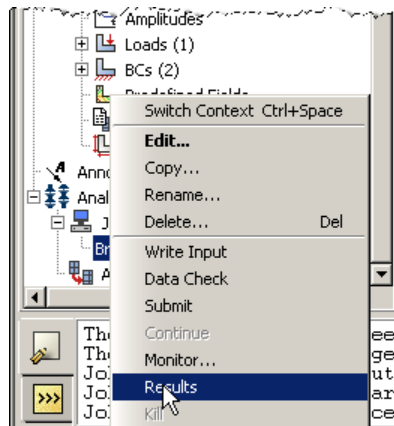 Amplitudes
Loads (1)
BCs (2)
Switch Context Ctrl+Space
Edit...
Copy...
Rename...
Delete... Del
Write Input
Data Check
Submit
Continue
Monitor...
Results
Kill